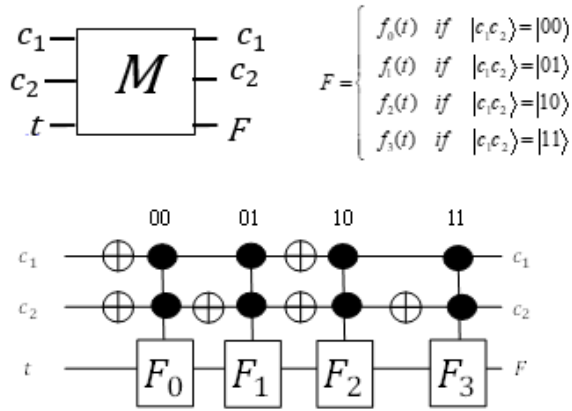 c₁ c₁
c₂ M c₂
t F
F = { f₀(t) if |c₁c₂⟩=|00⟩
f₁(t) if |c₁c₂⟩=|01⟩
f₂(t) if |c₁c₂⟩=|10⟩
f₃(t) if |c₁c₂⟩=|11⟩
00 01 10 11
c₁ c₁
c₂ c₂
t F₀ F₁ F₂ F₃ F